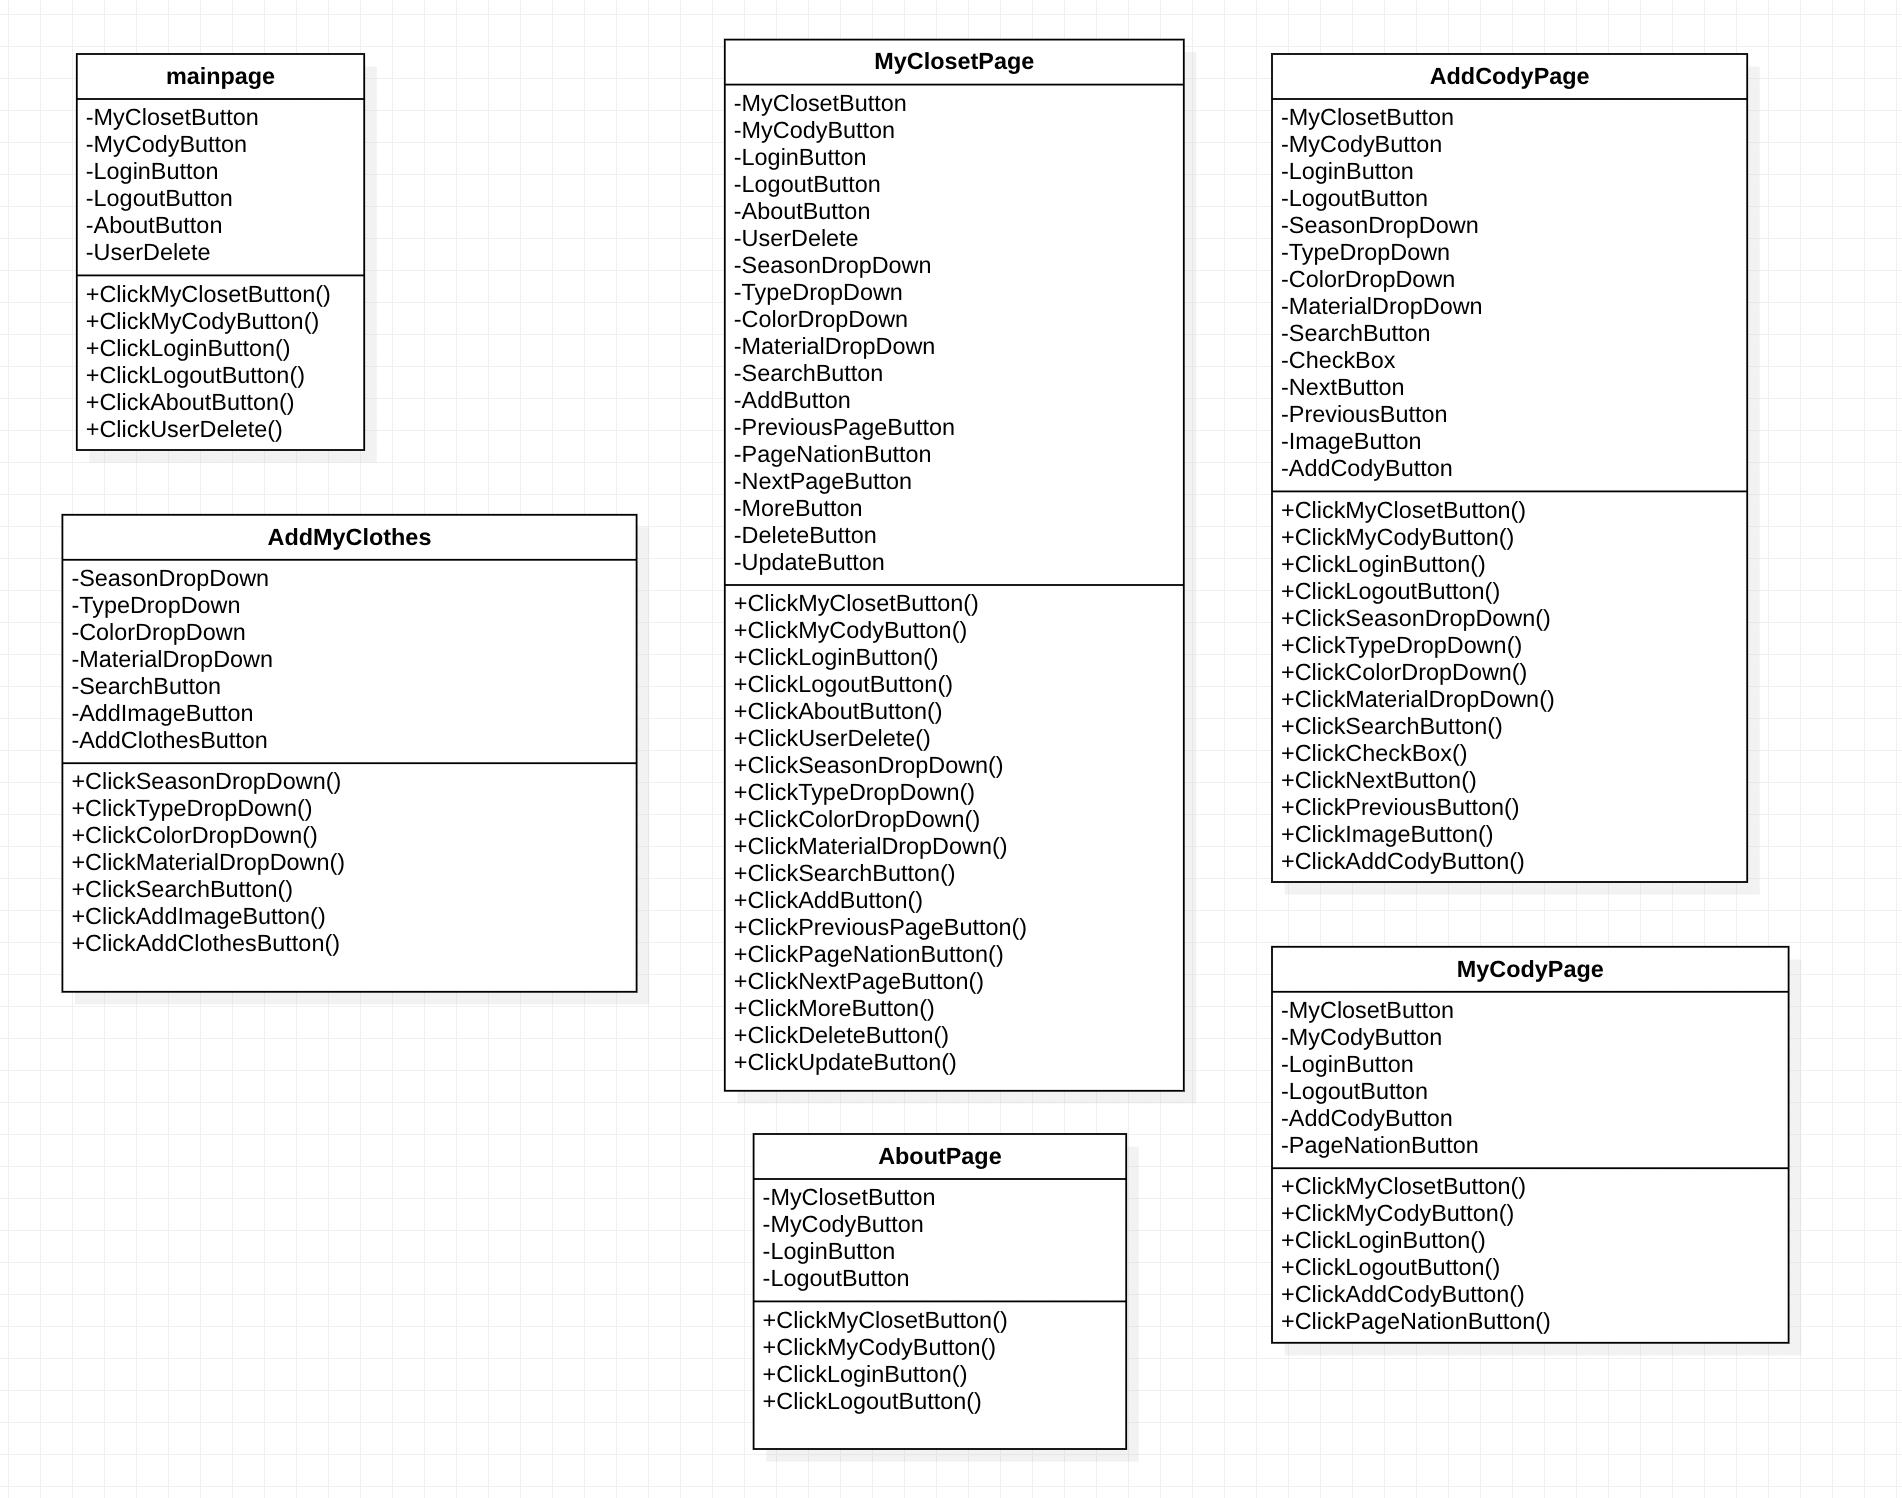 mainpage
-MyClosetButton
-MyCodyButton
-LoginButton
-LogoutButton
-AboutButton
-UserDelete
+ClickMyClosetButton()
+ClickMyCodyButton()
+ClickLoginButton()
+ClickLogoutButton()
+ClickAboutButton()
+ClickUserDelete()
AddMyClothes
-SeasonDropDown
-TypeDropDown
-ColorDropDown
-MaterialDropDown
-SearchButton
-AddImageButton
-AddClothesButton
+ClickSeasonDropDown()
+ClickTypeDropDown()
+ClickColorDropDown()
+ClickMaterialDropDown()
+ClickSearchButton()
+ClickAddImageButton()
+ClickAddClothesButton()
MyClosetPage
-MyClosetButton
-MyCodyButton
-LoginButton
-LogoutButton
-AboutButton
-UserDelete
-SeasonDropDown
-TypeDropDown
-ColorDropDown
-MaterialDropDown
-SearchButton
-AddButton
-PreviousPageButton
-PageNationButton
-NextPageButton
-MoreButton
-DeleteButton
-UpdateButton
+ClickMyClosetButton()
+ClickMyCodyButton()
+ClickLoginButton()
+ClickLogoutButton()
+ClickAboutButton()
+ClickUserDelete()
+ClickSeasonDropDown()
+ClickTypeDropDown()
+ClickColorDropDown()
+ClickMaterialDropDown()
+ClickSearchButton()
+ClickAddButton()
+ClickPreviousPageButton()
+ClickPageNationButton()
+ClickNextPageButton()
+ClickMoreButton()
+ClickDeleteButton()
+ClickUpdateButton()
AboutPage
-MyClosetButton
-MyCodyButton
-LoginButton
-LogoutButton
+ClickMyClosetButton()
+ClickMyCodyButton()
+ClickLoginButton()
+ClickLogoutButton()
AddCodyPage
-MyClosetButton
-MyCodyButton
-LoginButton
-LogoutButton
-SeasonDropDown
-TypeDropDown
-ColorDropDown
-MaterialDropDown
-SearchButton
-CheckBox
-NextButton
-PreviousButton
-ImageButton
-AddCodyButton
+ClickMyClosetButton()
+ClickMyCodyButton()
+ClickLoginButton()
+ClickLogoutButton()
+ClickSeasonDropDown()
+ClickTypeDropDown()
+ClickColorDropDown()
+ClickMaterialDropDown()
+ClickSearchButton()
+ClickCheckBox()
+ClickNextButton()
+ClickPreviousButton()
+ClickImageButton()
+ClickAddCodyButton()
MyCodyPage
-MyClosetButton
-MyCodyButton
-LoginButton
-LogoutButton
-AddCodyButton
-PageNationButton
+ClickMyClosetButton()
+ClickMyCodyButton()
+ClickLoginButton()
+ClickLogoutButton()
+ClickAddCodyButton()
+ClickPageNationButton()